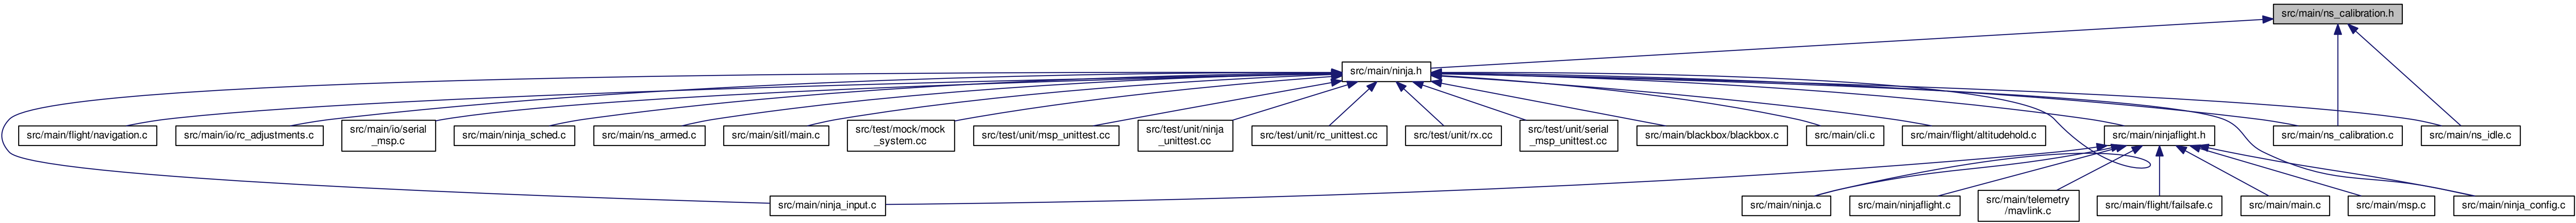 src/main/ns_calibration.h
src/main/ninja.h
src/main/flight/navigation.c
src/main/io/rc_adjustments.c
src/main/io/serial
_msp.c
src/main/ninja_sched.c
src/main/ns_armed.c
src/main/sitl/main.c
src/test/mock/mock
_system.cc
src/test/unit/msp_unittest.cc
src/test/unit/ninja
_unittest.cc
src/test/unit/rc_unittest.cc
src/test/unit/rx.cc
src/test/unit/serial
_msp_unittest.cc
src/main/blackbox/blackbox.c
src/main/cli.c
src/main/flight/altitudehold.c
src/main/ninjaflight.h
src/main/ns_calibration.c
src/main/ns_idle.c
src/main/ninja_input.c
src/main/ninja.c
src/main/ninjaflight.c
src/main/telemetry
/mavlink.c
src/main/flight/failsafe.c
src/main/main.c
src/main/msp.c
src/main/ninja_config.c